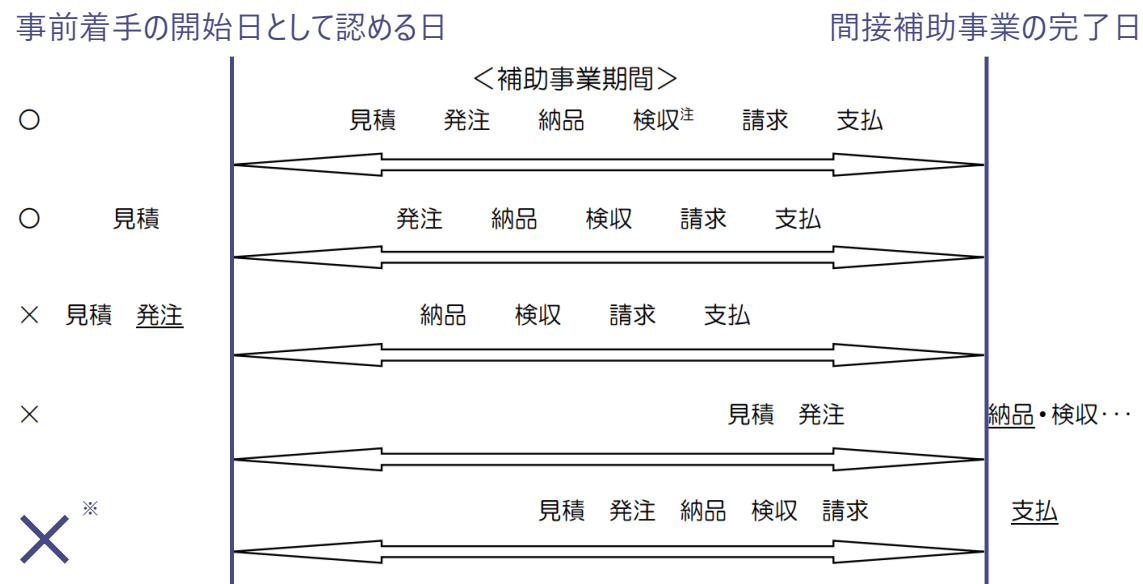 事前着手の開始日として認める日 間接補助事業の完了日
＜補助事業期間＞
○ 見積 発注 納品 検収注 請求 支払
○ 見積 発注 納品 検収 請求 支払
× 見積 発注 納品 検収 請求 支払
× 見積 発注 納品・検収･･･
×※ 見積 発注 納品 検収 請求 支払